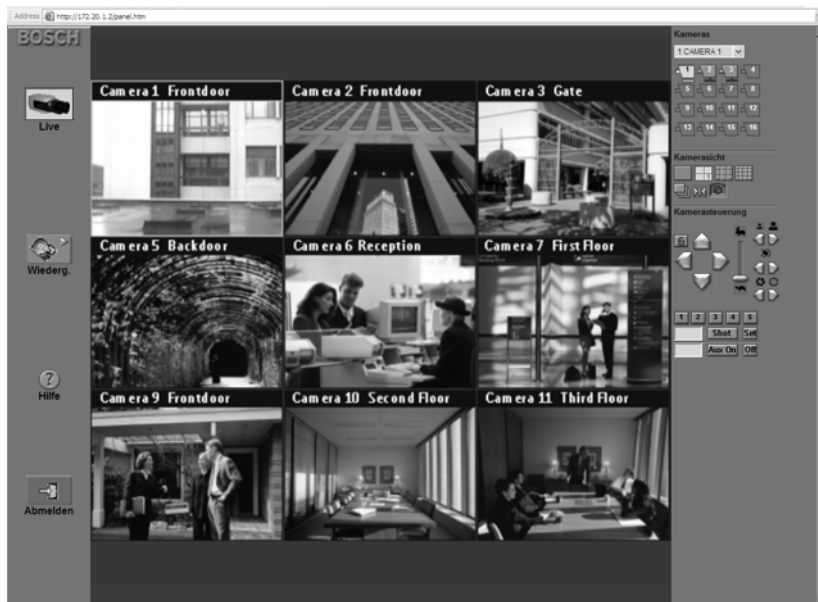 Address http://172.20.1.2/panel.htm
BOSCH
Live
Wiederg.
Hilfe
Abmelden
Camera 1 Frontdoor
Camera 2 Frontdoor
Camera 3 Gate
Camera 5 Backdoor
Camera 6 Reception
Camera 7 First Floor
Camera 9 Frontdoor
Camera 10 Second Floor
Camera 11 Third Floor
Kameras
1 CAMERA 1
1 2 3 4
5 6 7 8
9 10 11 12
13 14 15 16
Kamerasicht
Kamerasteuerung
1 2 3 4 5
Shot Set
Aux On Off